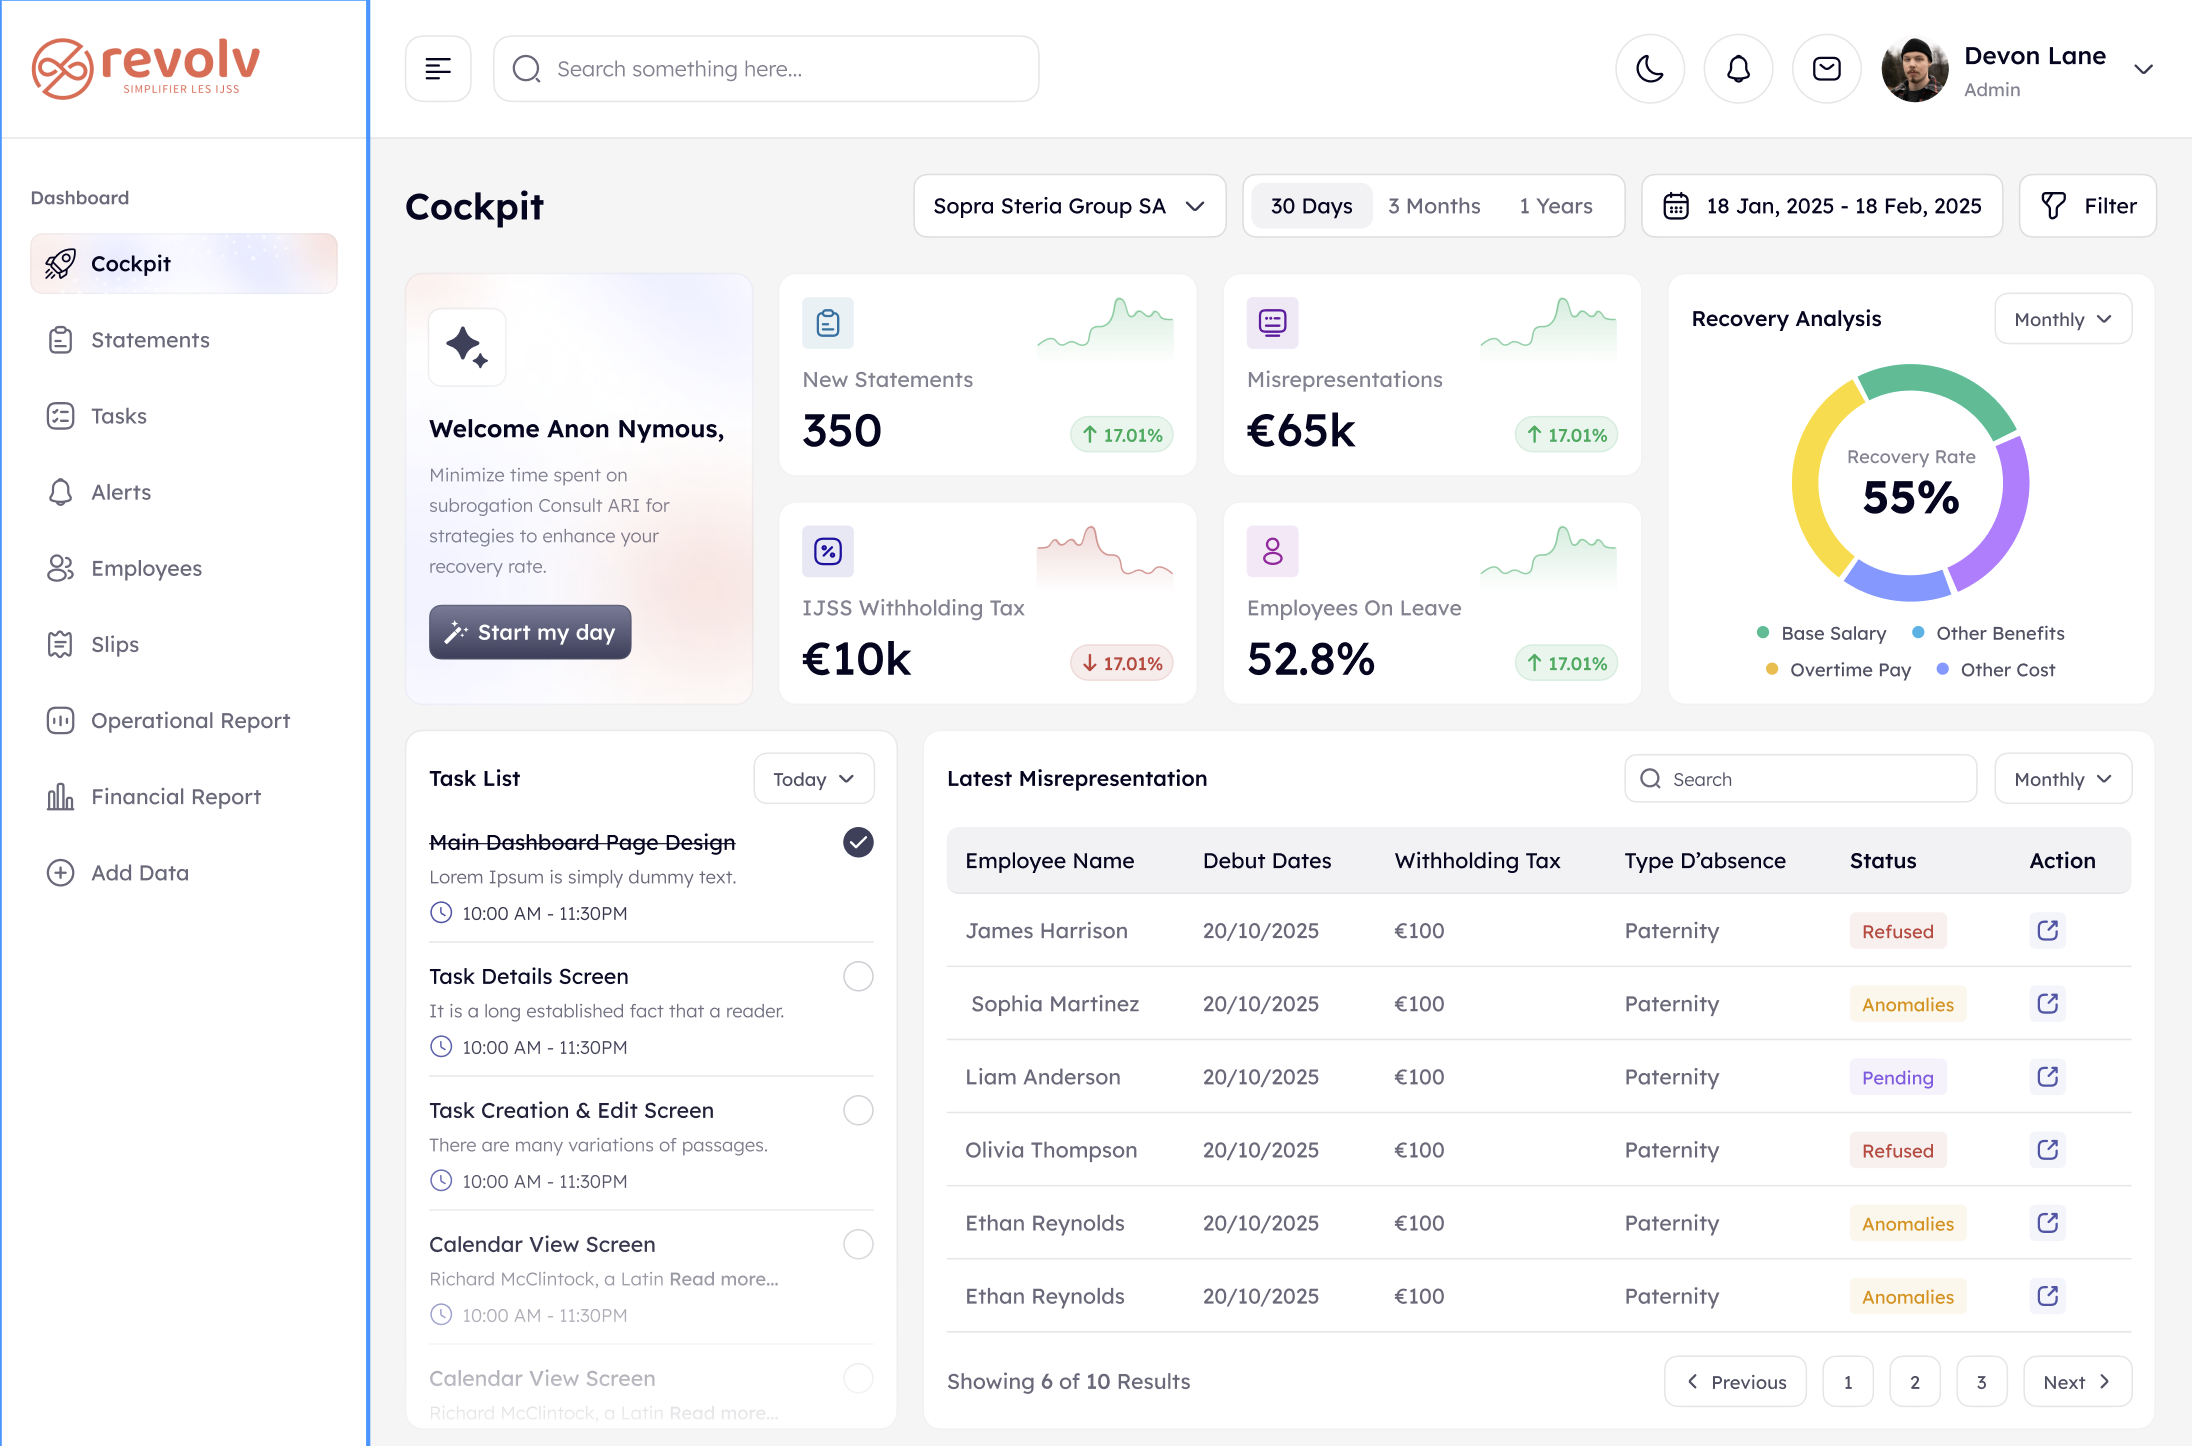 revolv
SIMPLIFIER LES IJSS
Search something here...
Devon Lane
Admin
Dashboard
Cockpit
Statements
Tasks
Alerts
Employees
Slips
Operational Report
Financial Report
Add Data
Cockpit
Sopra Steria Group SA
30 Days
3 Months
1 Years
18 Jan, 2025 - 18 Feb, 2025
Filter
Welcome Anon Nymous,
Minimize time spent on
subrogation Consult ARI for
strategies to enhance your
recovery rate.
Start my day
New Statements
350
17.01%
Misrepresentations
€65k
17.01%
IJSS Withholding Tax
€10k
17.01%
Employees On Leave
52.8%
17.01%
Recovery Analysis
Monthly
Recovery Rate
55%
Base Salary
Other Benefits
Overtime Pay
Other Cost
Task List
Today
Main Dashboard Page Design
Lorem Ipsum is simply dummy text.
10:00 AM - 11:30PM
Task Details Screen
It is a long established fact that a reader.
10:00 AM - 11:30PM
Task Creation & Edit Screen
There are many variations of passages.
10:00 AM - 11:30PM
Calendar View Screen
Richard McClintock, a Latin Read more...
10:00 AM - 11:30PM
Calendar View Screen
Richard McClintock, a Latin Read more...
Latest Misrepresentation
Search
Monthly
Employee Name Debut Dates Withholding Tax Type D’absence Status Action
James Harrison 20/10/2025 €100 Paternity Refused
Sophia Martinez 20/10/2025 €100 Paternity Anomalies
Liam Anderson 20/10/2025 €100 Paternity Pending
Olivia Thompson 20/10/2025 €100 Paternity Refused
Ethan Reynolds 20/10/2025 €100 Paternity Anomalies
Ethan Reynolds 20/10/2025 €100 Paternity Anomalies
Showing 6 of 10 Results
Previous 1 2 3 Next